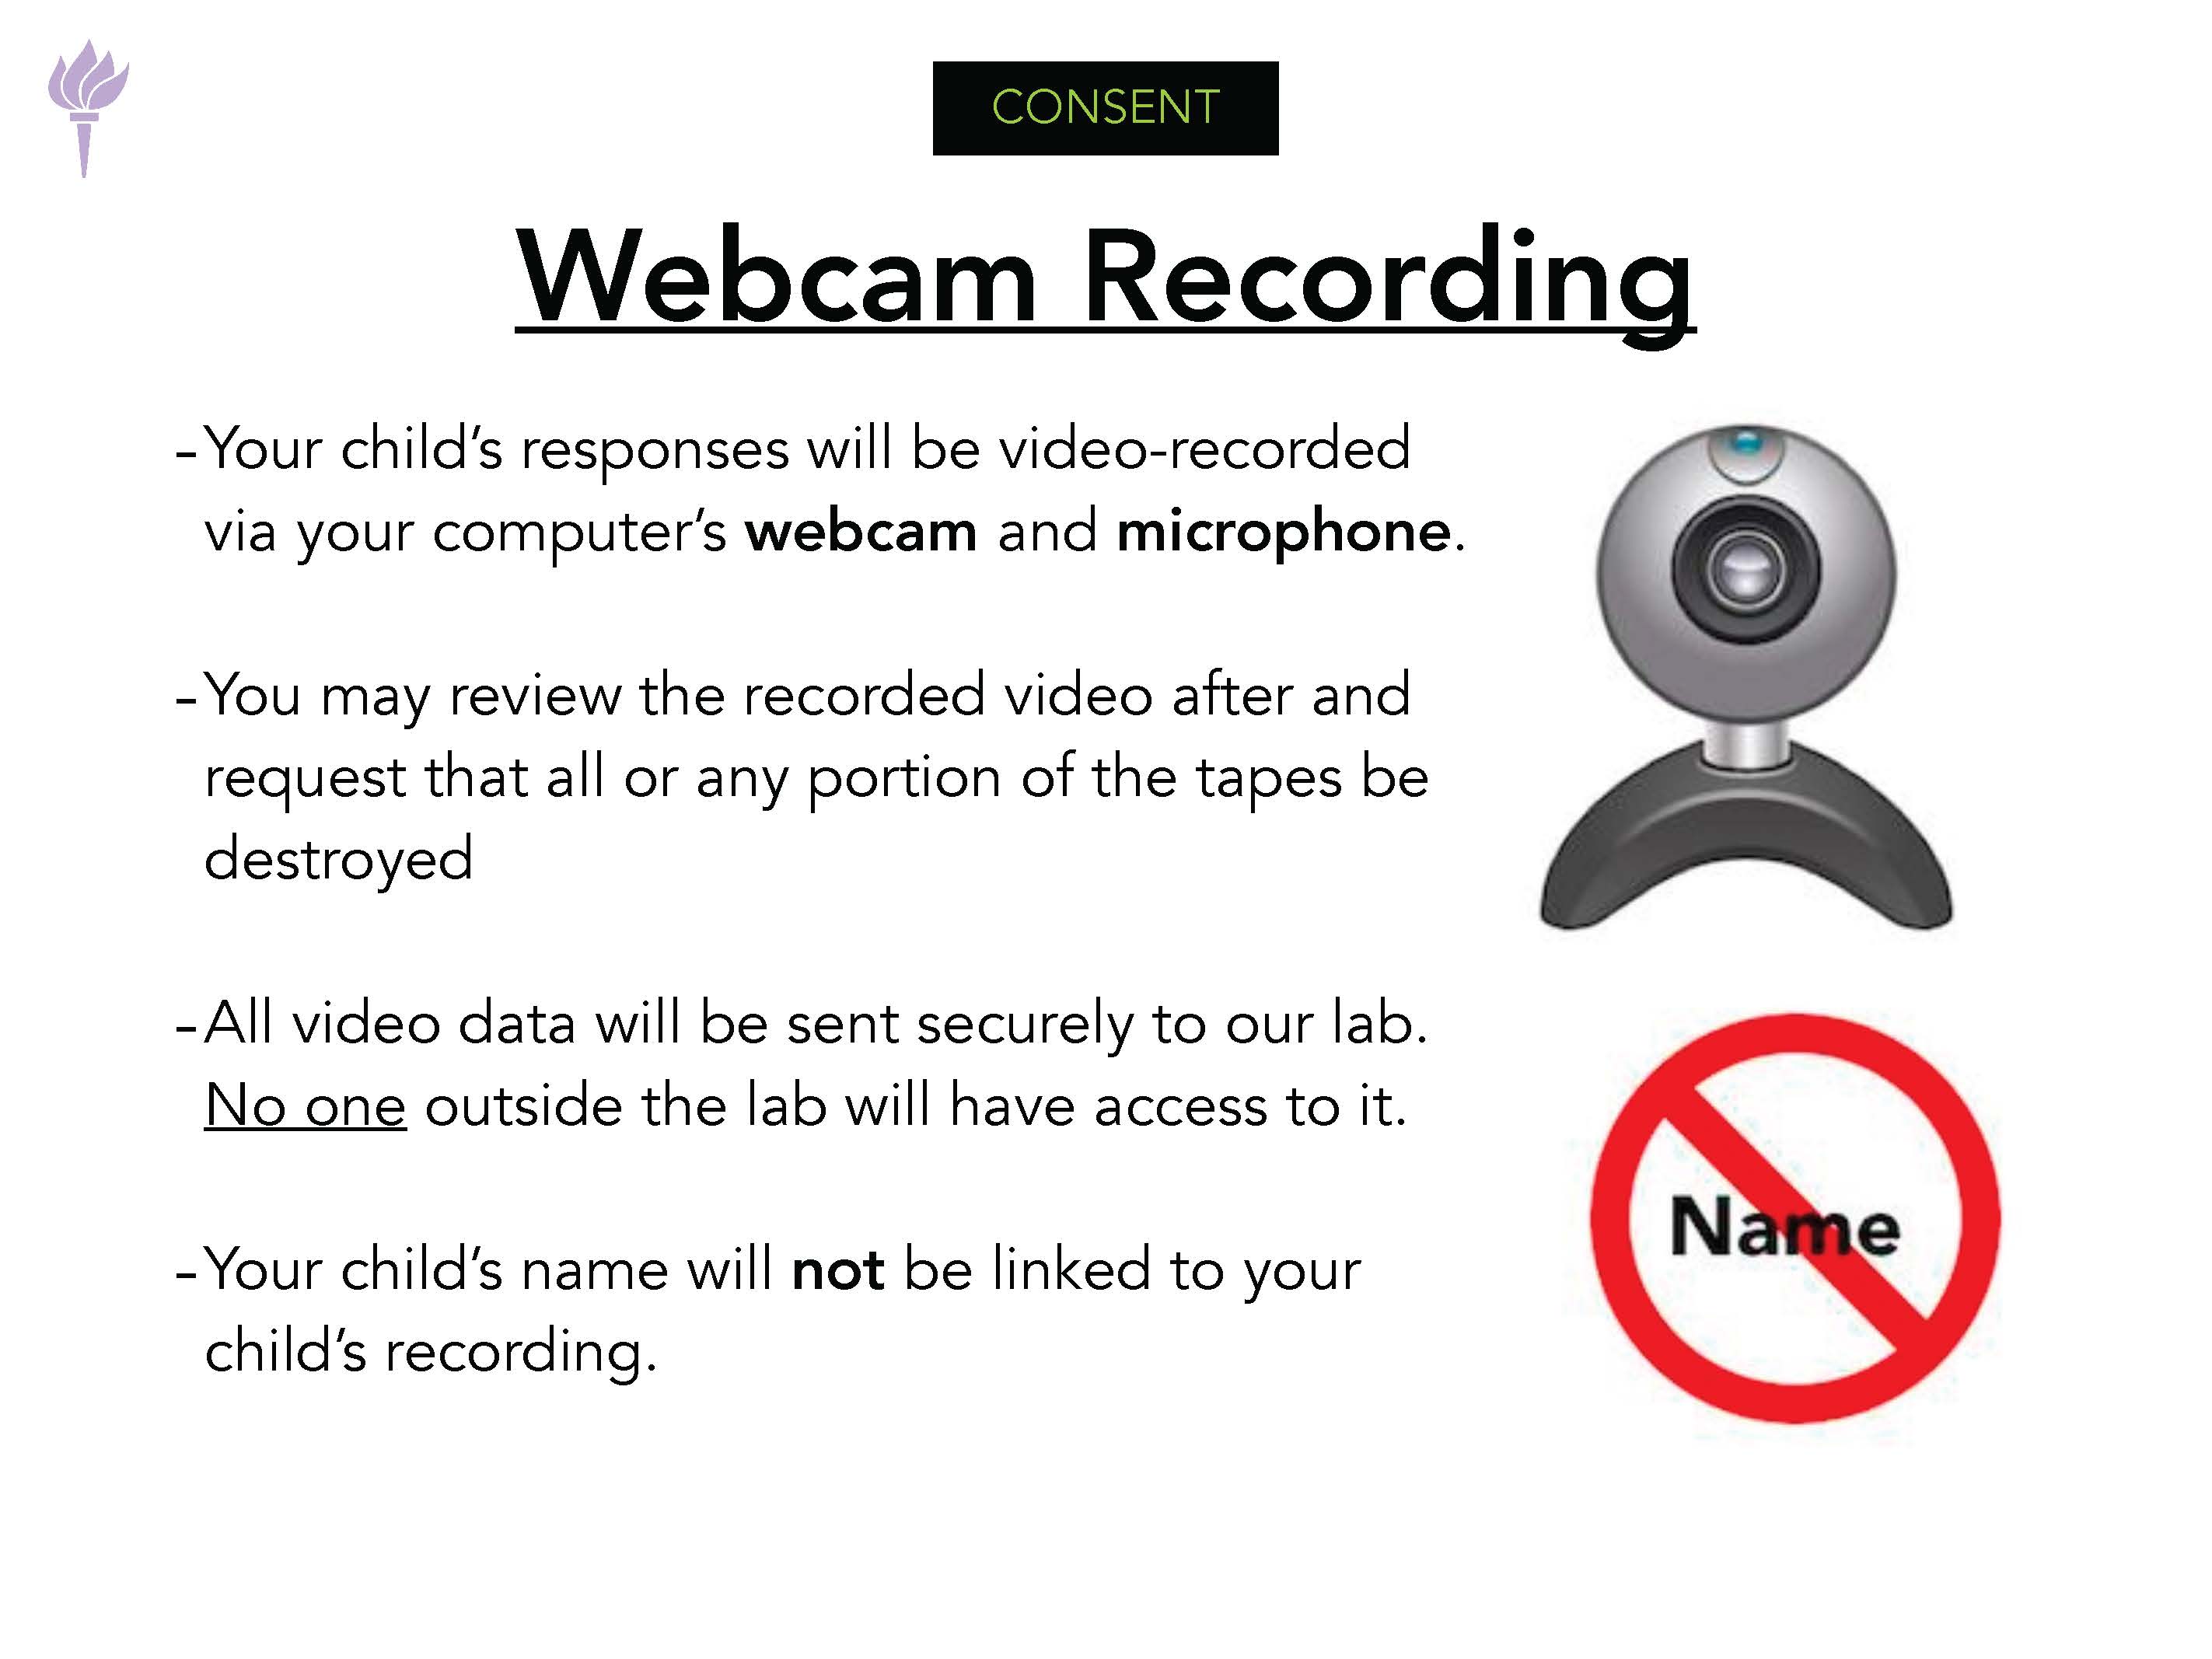 CONSENT
Webcam Recording
-Your child’s responses will be video-recorded
via your computer’s webcam and microphone.
-You may review the recorded video after and
request that all or any portion of the tapes be
destroyed
-All video data will be sent securely to our lab.
No one outside the lab will have access to it.
Name
-Your child’s name will not be linked to your
child’s recording.